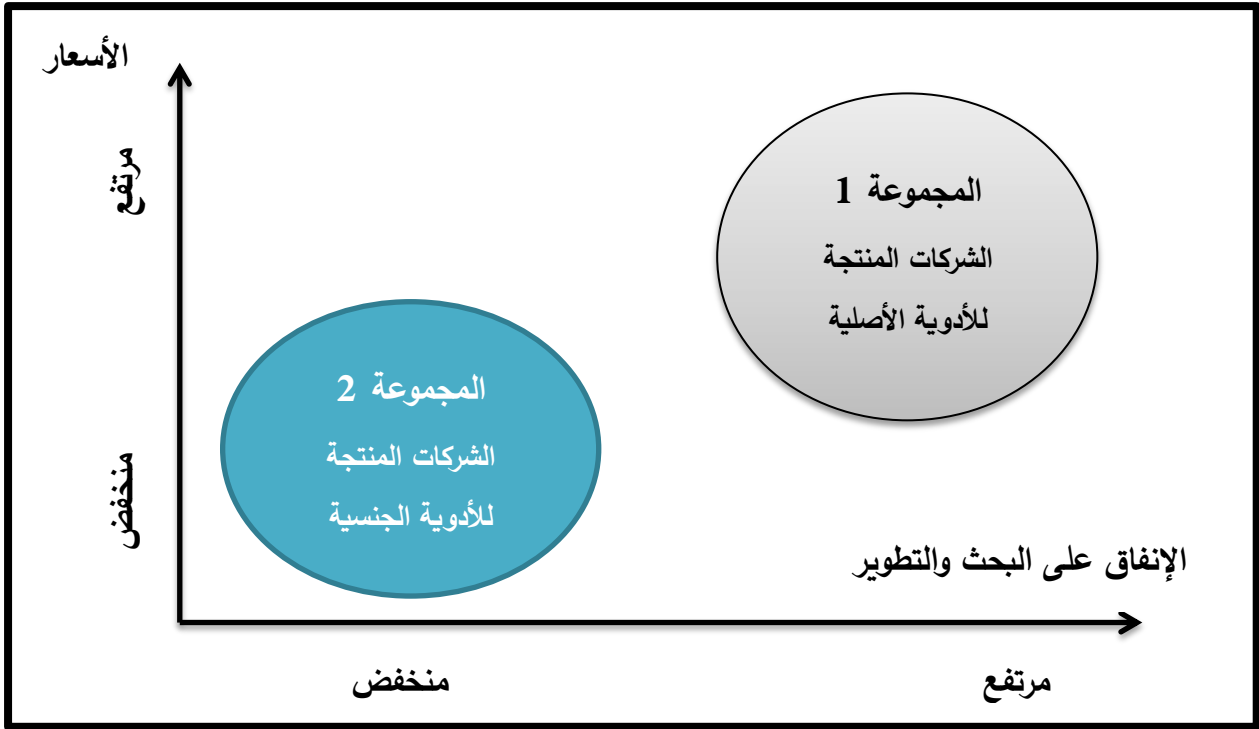 الأسعار
مرتفع
المجموعة 1
الشركات المنتجة
للأدوية الأصلية
المجموعة 2
الشركات المنتجة
للأدوية الجنسية
منخفض
الإنفاق على البحث والتطوير
مرتفع
منخفض